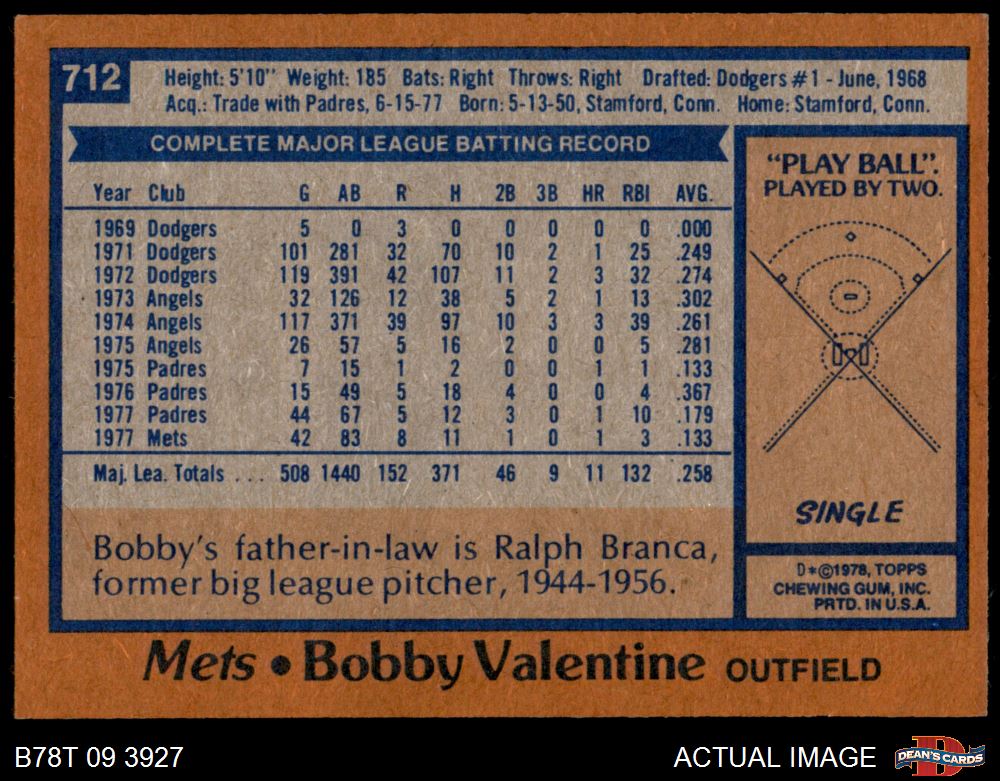 712
Height: 5'10" Weight: 185 Bats: Right Throws: Right Drafted: Dodgers #1 - June, 1968
Acq.: Trade with Padres, 6-15-77 Born: 5-13-50, Stamford, Conn. Home: Stamford, Conn.
COMPLETE MAJOR LEAGUE BATTING RECORD
Year Club G AB R H 2B 3B HR RBI AVG.
1969 Dodgers 5 0 3 0 0 0 0 0 .000
1971 Dodgers 101 281 32 70 10 2 1 25 .249
1972 Dodgers 119 391 42 107 11 2 3 32 .274
1973 Angels 32 126 12 38 5 2 1 13 .302
1974 Angels 117 371 39 97 10 3 3 39 .261
1975 Angels 26 57 5 16 2 0 0 5 .281
1975 Padres 7 15 1 2 0 0 1 1 .133
1976 Padres 15 49 5 18 4 0 0 4 .367
1977 Padres 44 67 5 12 3 0 1 10 .179
1977 Mets 42 83 8 11 1 0 1 3 .133
Maj. Lea. Totals . . . 508 1440 152 371 46 9 11 132 .258
Bobby's father-in-law is Ralph Branca,
former big league pitcher, 1944-1956.
"PLAY BALL".
PLAYED BY TWO.
SINGLE
D*©1978, TOPPS
CHEWING GUM, INC.
PRTD. IN U.S.A.
Mets • Bobby Valentine OUTFIELD
B78T 09 3927
ACTUAL IMAGE
D
DEAN'S CARDS